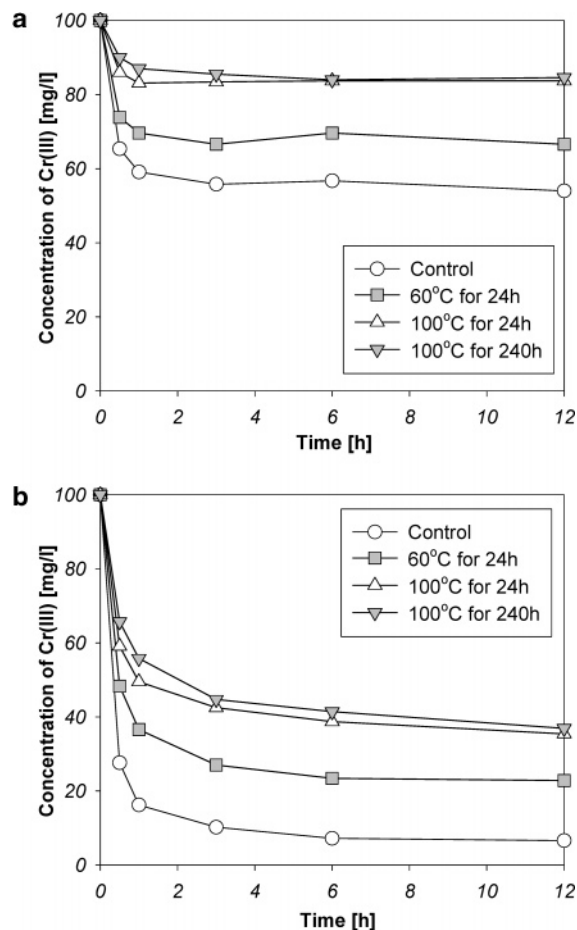 a
100
80
60
40
20
0
Concentration of Cr(III) [mg/l]
Control
60°C for 24h
100°C for 24h
100°C for 240h
0 2 4 6 8 10 12
Time [h]
b
100
80
60
40
20
0
Concentration of Cr(III) [mg/l]
Control
60°C for 24h
100°C for 24h
100°C for 240h
0 2 4 6 8 10 12
Time [h]